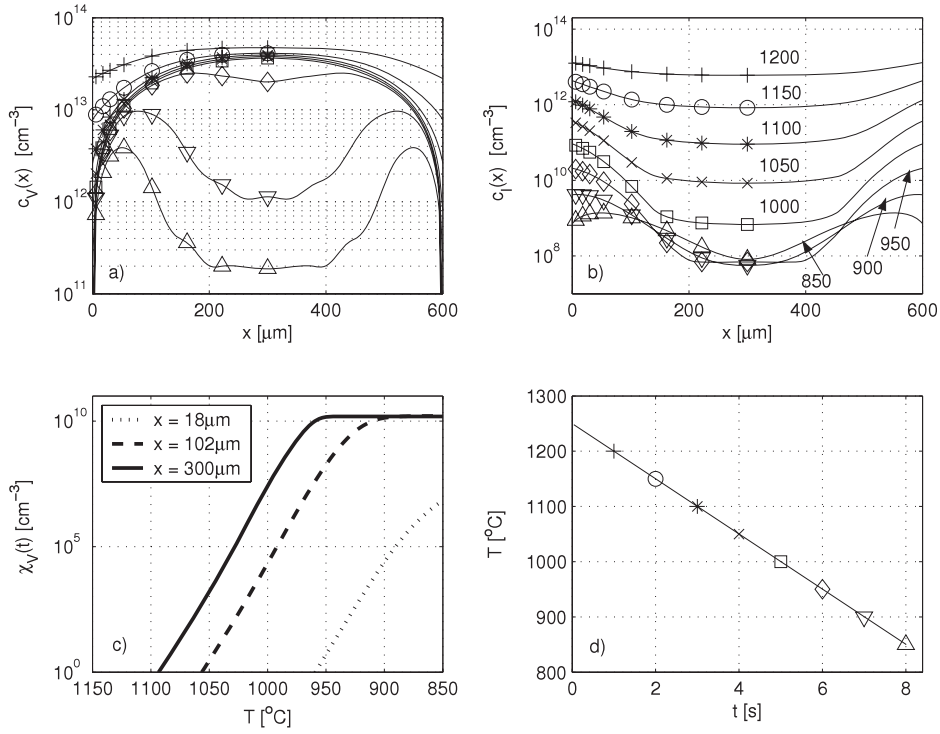 10^14
10^13
10^12
10^11
c_V(x) [cm^-3]
a)
0 200 400 600
x [μm]
10^14
10^12
10^10
10^8
c_I(x) [cm^-3]
1200
1150
1100
1050
1000
950
900
850
b)
0 200 400 600
x [μm]
10^10
10^5
10^0
χ_V(t) [cm^-3]
x = 18μm
x = 102μm
x = 300μm
c)
1150 1100 1050 1000 950 900 850
T [°C]
1300
1200
1100
1000
900
800
T [°C]
d)
0 2 4 6 8
t [s]